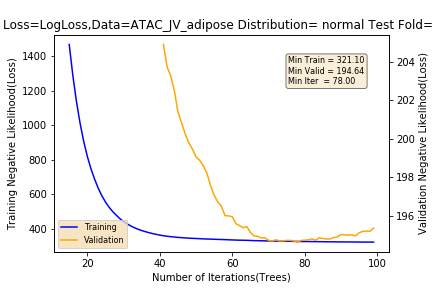 Loss=LogLoss,Data=ATAC_JV_adipose Distribution= normal Test Fold=
Min Train = 321.10
Min Valid = 194.64
Min Iter = 78.00
Training Negative Likelihood(Loss)
1400
1200
1000
800
600
400
204
202
200
198
196
Validation Negative Likelihood(Loss)
Training
Validation
20
40
60
80
100
Number of Iterations(Trees)